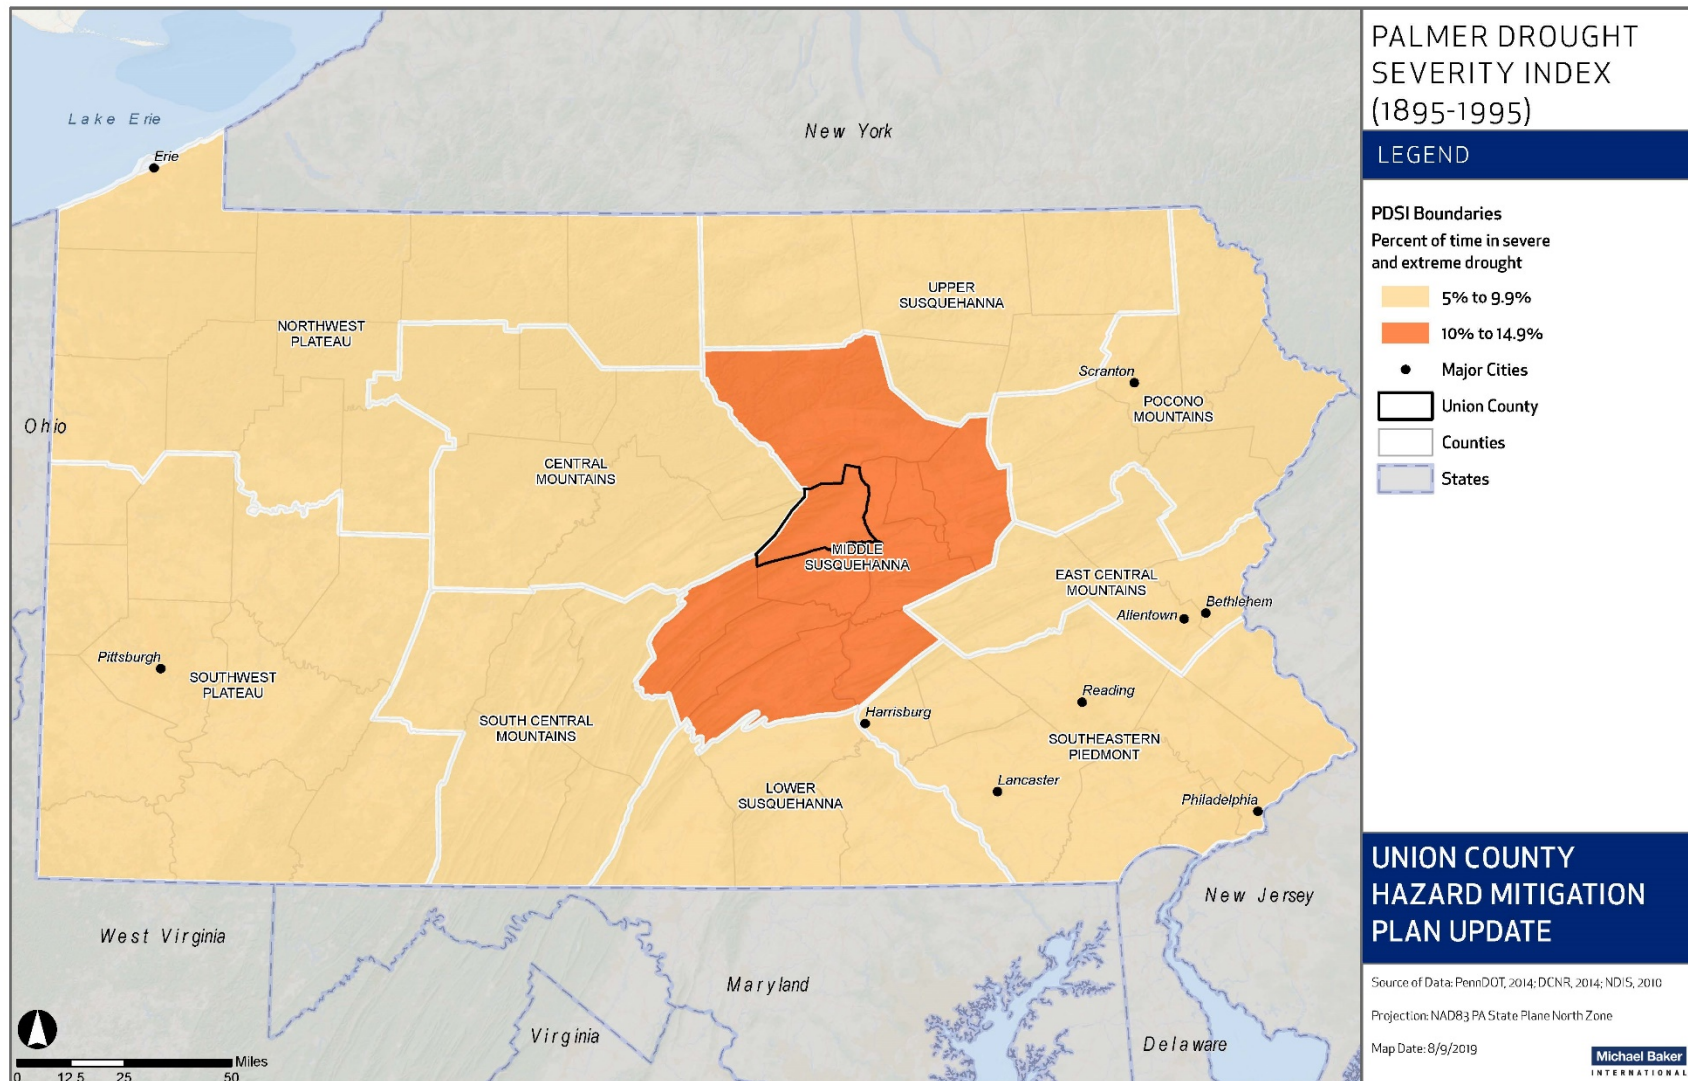 Lake Erie
Erie
New York
Ohio
UPPER
SUSQUEHANNA
NORTHWEST
PLATEAU
Scranton
POCONO
MOUNTAINS
CENTRAL
MOUNTAINS
MIDDLE
SUSQUEHANNA
EAST CENTRAL
MOUNTAINS
Bethlehem
Allentown
Pittsburgh
SOUTHWEST
PLATEAU
Reading
Harrisburg
SOUTH CENTRAL
MOUNTAINS
SOUTHEASTERN
PIEDMONT
Lancaster
LOWER
SUSQUEHANNA
Philadelphia
West Virginia
Maryland
New Jersey
Virginia
Delaware
Miles
0 12.5 25 50
PALMER DROUGHT
SEVERITY INDEX
(1895-1995)
LEGEND
PDSI Boundaries
Percent of time in severe
and extreme drought
5% to 9.9%
10% to 14.9%
Major Cities
Union County
Counties
States
UNION COUNTY
HAZARD MITIGATION
PLAN UPDATE
Source of Data: PennDOT, 2014; DCNR, 2014; NDIS, 2010
Projection: NAD83 PA State Plane North Zone
Map Date: 8/9/2019
Michael Baker
INTERNATIONAL